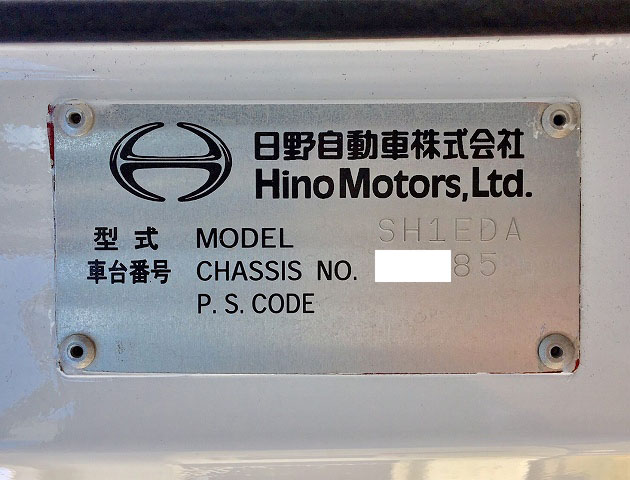 日野自動車株式会社
Hino Motors, Ltd.
型式 MODEL SH1EDA
車台番号 CHASSIS NO. 85
P.S. CODE